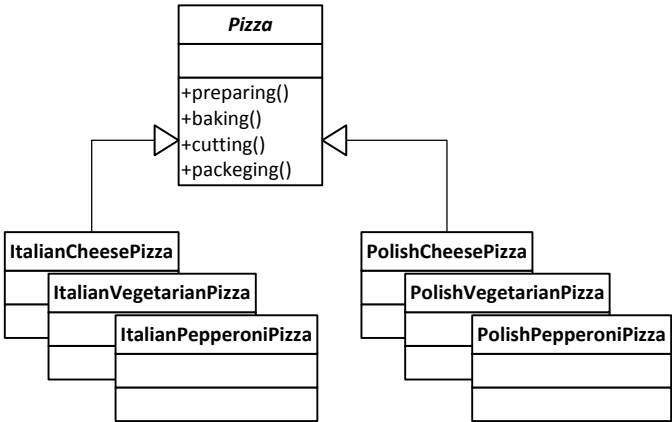 Pizza
+preparing()
+baking()
+cutting()
+packeging()
ItalianCheesePizza
ItalianVegetarianPizza
ItalianPepperoniPizza
PolishCheesePizza
PolishVegetarianPizza
PolishPepperoniPizza